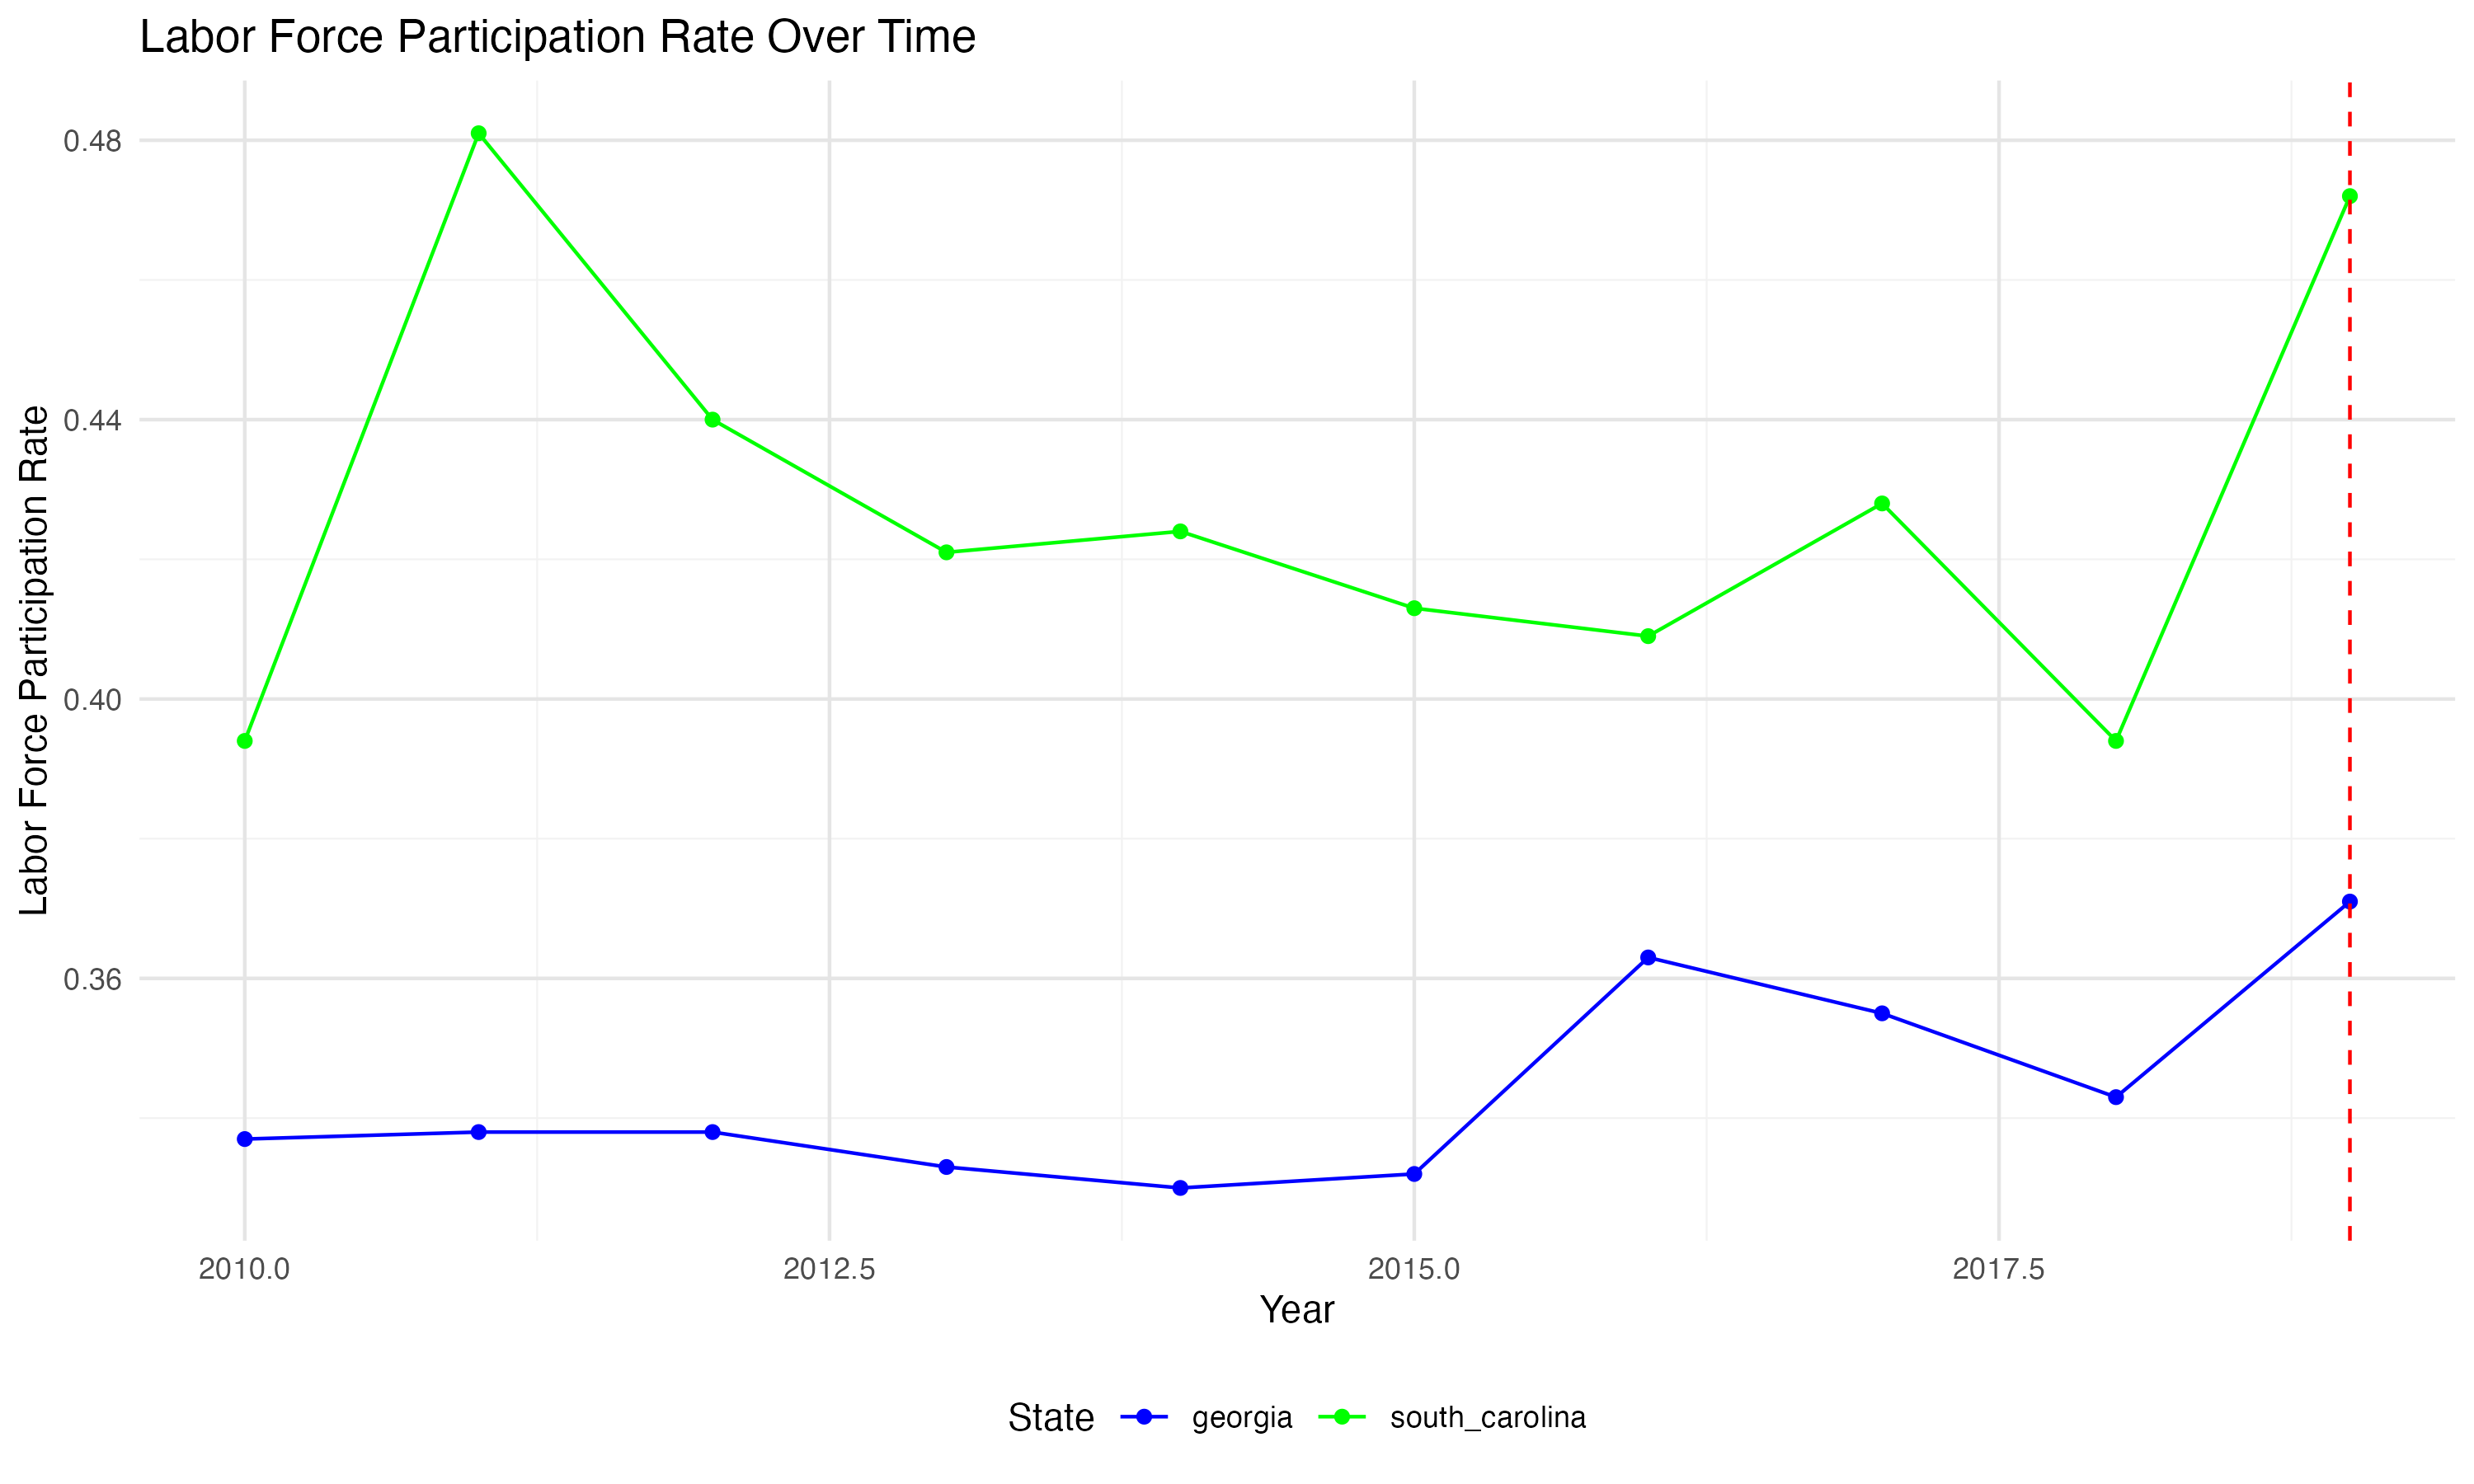 Labor Force Participation Rate Over Time
Labor Force Participation Rate
0.48
0.44
0.40
0.36
2010.0 2012.5 2015.0 2017.5
Year
State georgia south_carolina